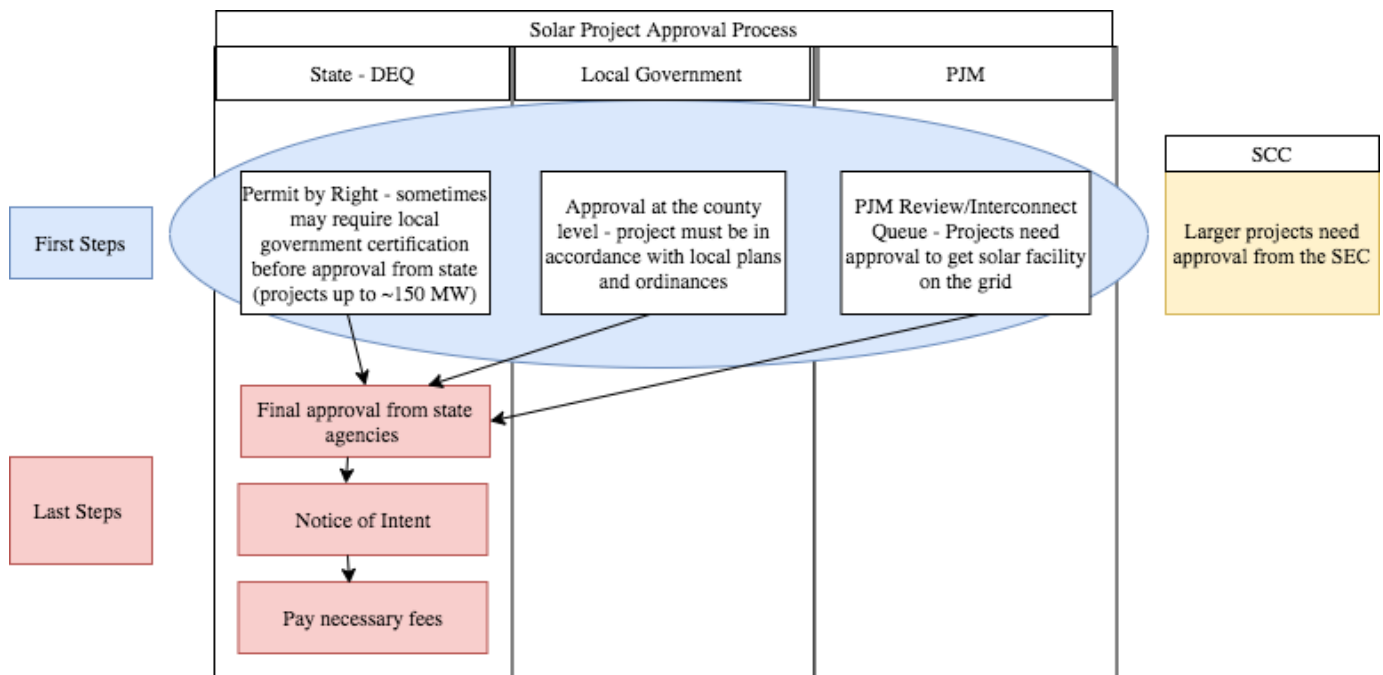 Solar Project Approval Process
State - DEQ
Local Government
PJM
SCC
First Steps
Permit by Right - sometimes
may require local
government certification
before approval from state
(projects up to ~150 MW)
Approval at the county
level - project must be in
accordance with local plans
and ordinances
PJM Review/Interconnect
Queue - Projects need
approval to get solar facility
on the grid
Larger projects need
approval from the SEC
Final approval from state
agencies
Last Steps
Notice of Intent
Pay necessary fees